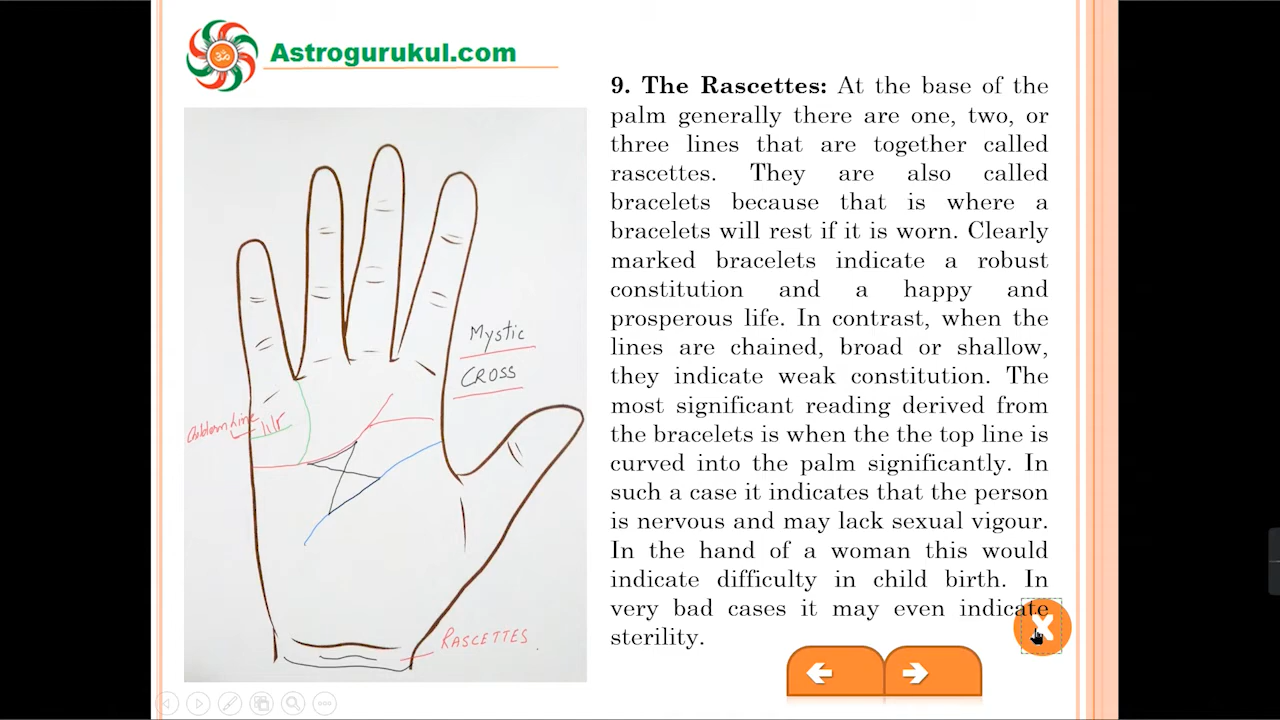 Astrogurukul.com
9. The Rascettes: At the base of the
palm generally there are one, two, or
three lines that are together called
rascettes. They are also called
bracelets because that is where a
bracelets will rest if it is worn. Clearly
marked bracelets indicate a robust
constitution and a happy and
prosperous life. In contrast, when the
lines are chained, broad or shallow,
they indicate weak constitution. The
most significant reading derived from
the bracelets is when the the top line is
curved into the palm significantly. In
such a case it indicates that the person
is nervous and may lack sexual vigour.
In the hand of a woman this would
indicate difficulty in child birth. In
very bad cases it may even indicate
sterility.
Mystic
CROSS
line
RASCETTES
X